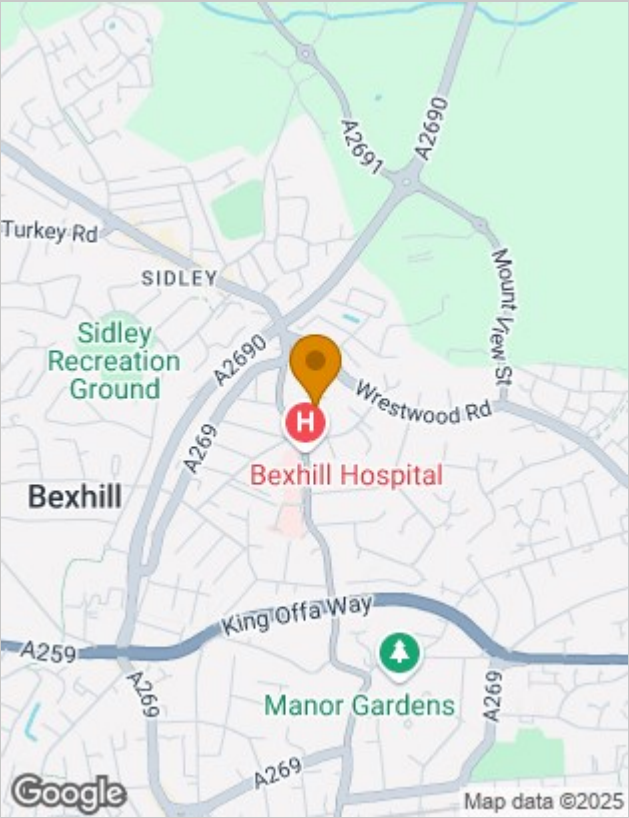 A2690
A2691
Turkey Rd
SIDLEY
Mount View St
Sidley
Recreation
Ground
A2690
Wrestwood Rd
A269
H
Bexhill Hospital
Bexhill
King Offa Way
A259
Manor Gardens
A269
A269
A269
Google
Map data ©2025